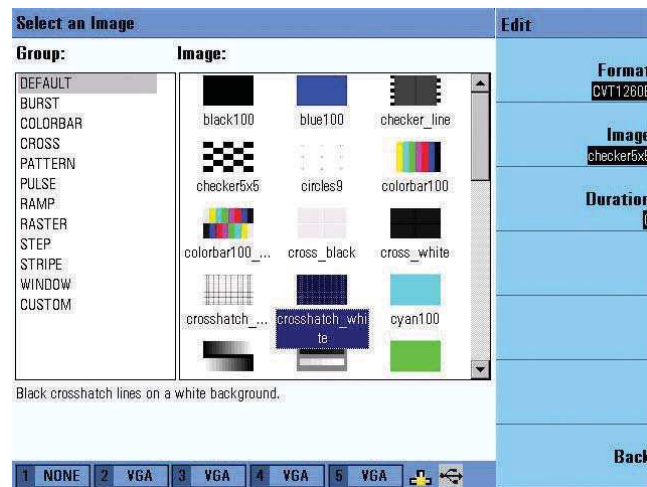 Select an Image
Edit
Group:
Image:
DEFAULT
BURST
COLORBAR
CROSS
PATTERN
PULSE
RAMP
RASTER
STEP
STRIPE
WINDOW
CUSTOM
black100
blue100
checker_line
checker5x5
circles9
colorbar100
colorbar100_...
cross_black
cross_white
crosshatch_...
crosshatch_whi
te
cyan100
Black crosshatch lines on a white background.
Format
CVT1260E
Image
checker5x5
Duration
Back
1 NONE 2 VGA 3 VGA 4 VGA 5 VGA